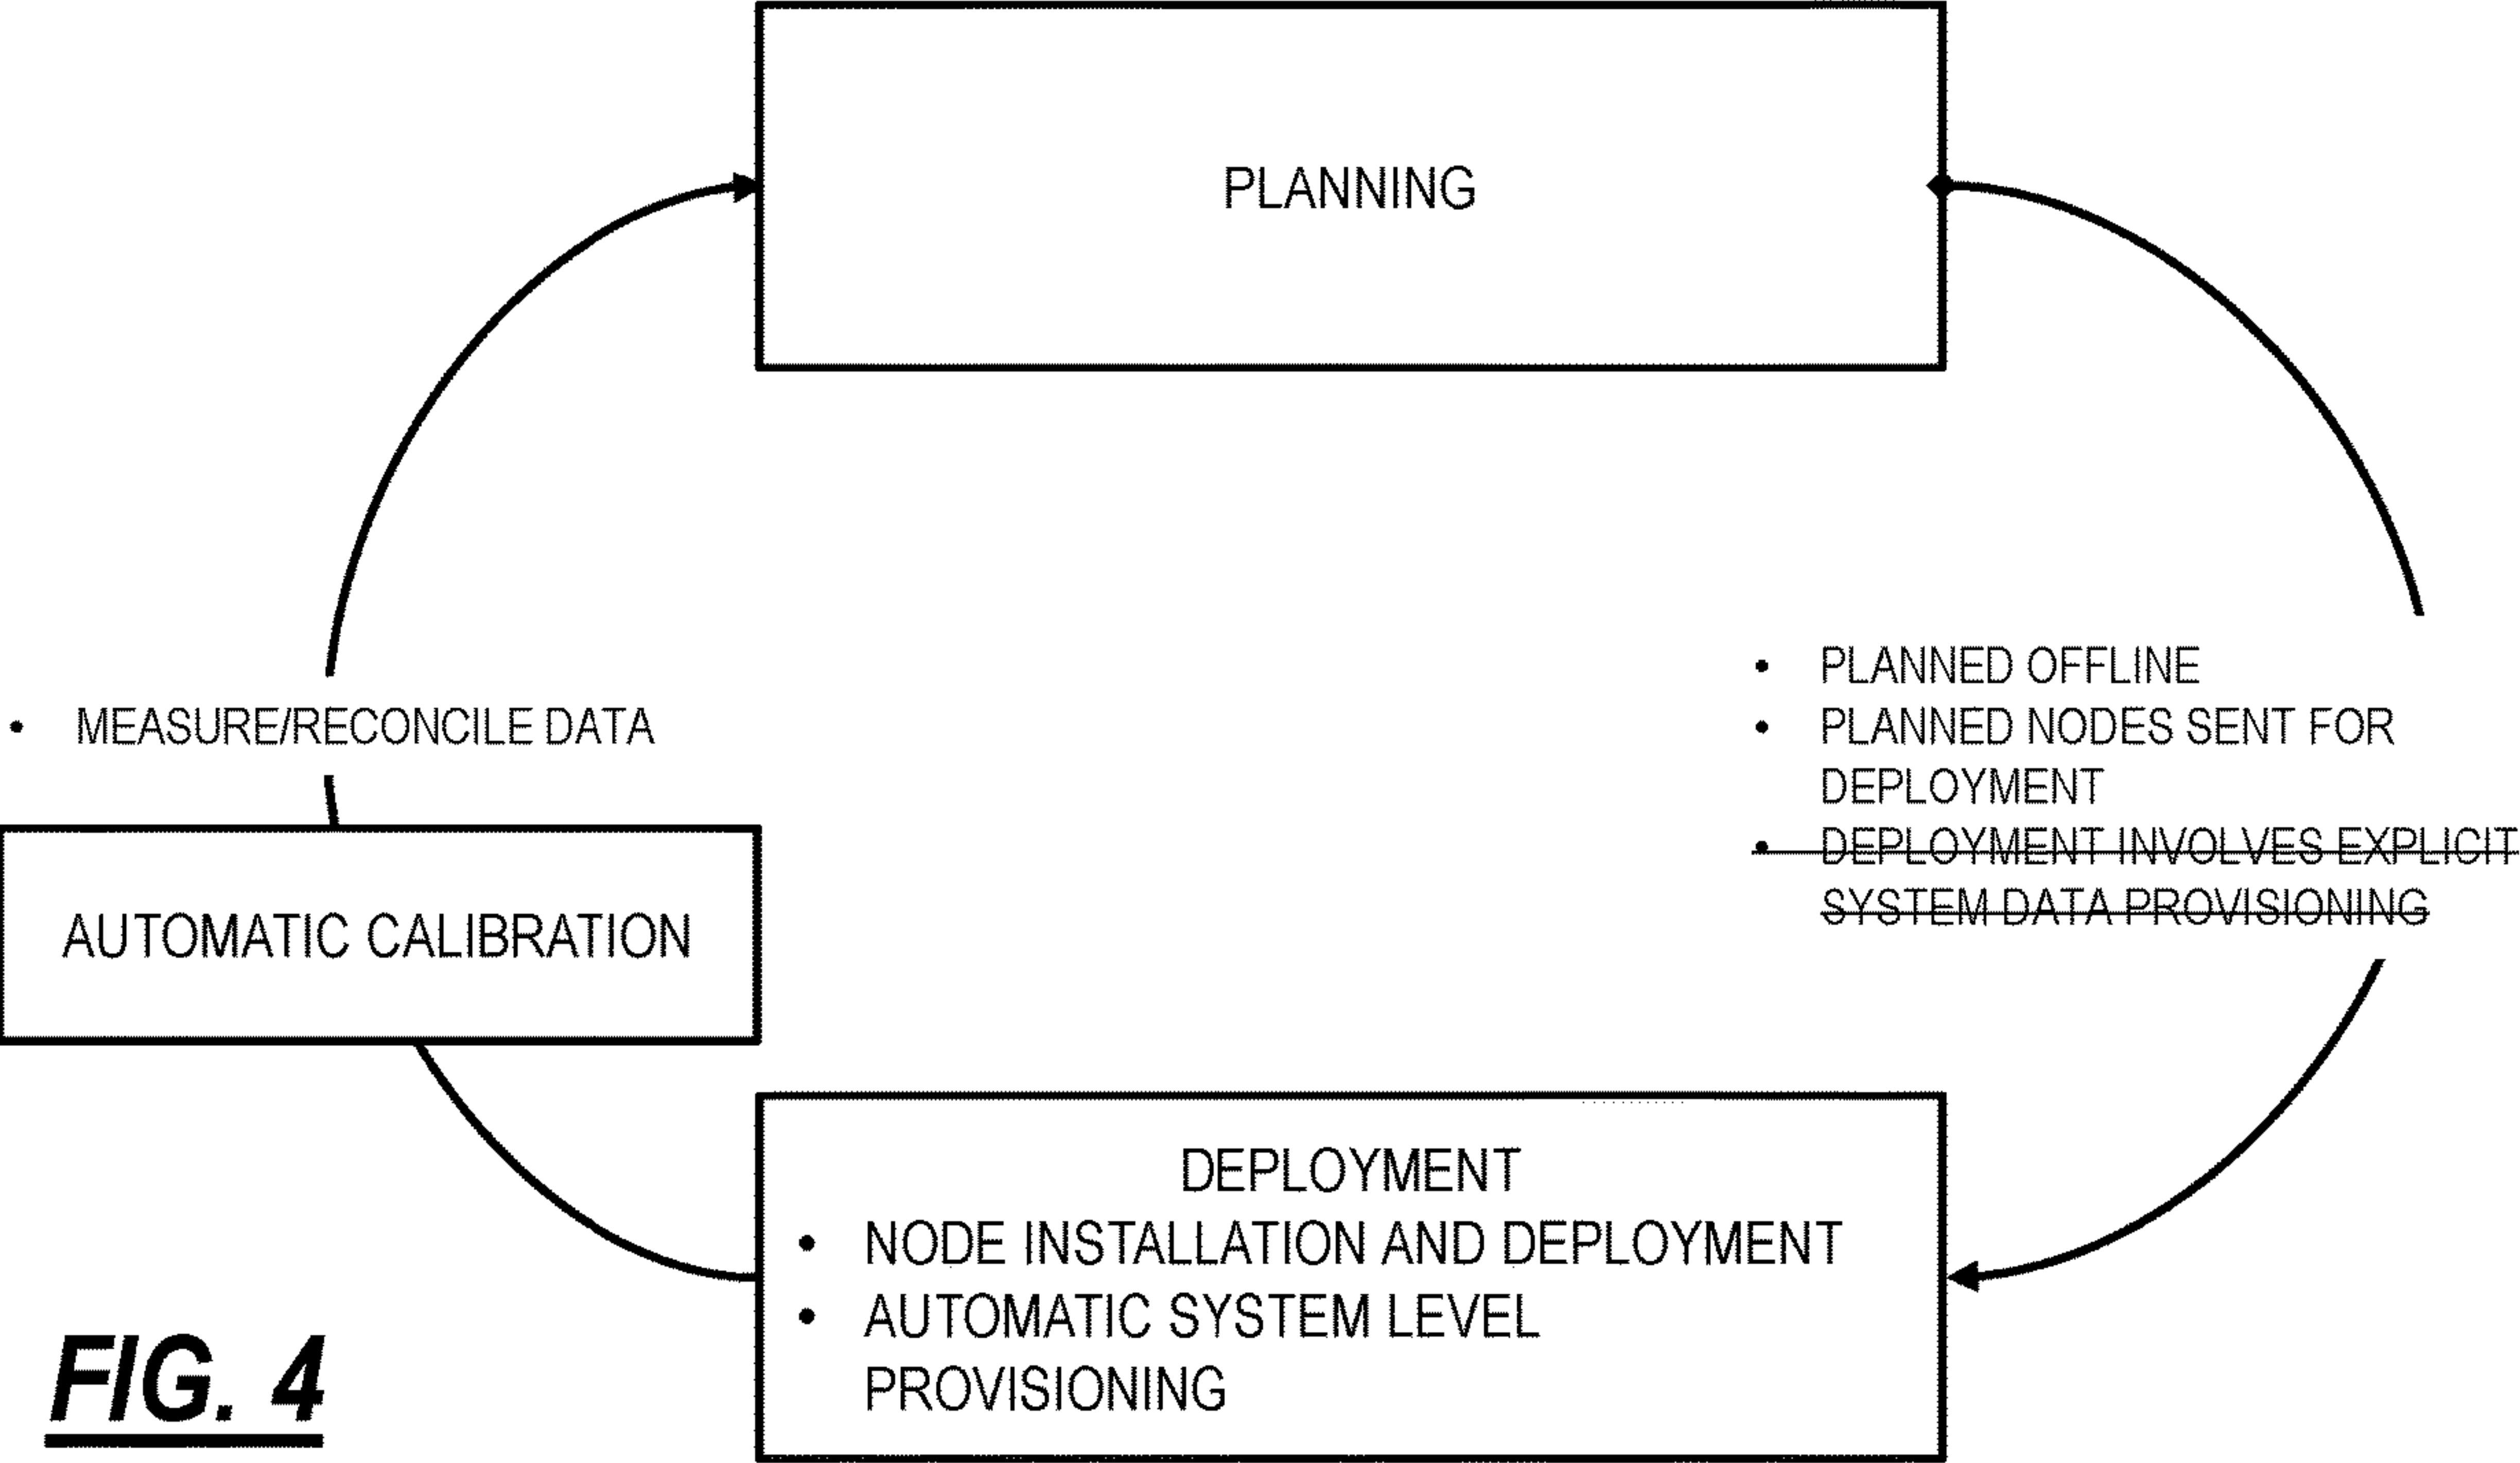 PLANNING
• PLANNED OFFLINE
• PLANNED NODES SENT FOR
DEPLOYMENT
• DEPLOYMENT INVOLVES EXPLICIT
SYSTEM DATA PROVISIONING
• MEASURE/RECONCILE DATA
AUTOMATIC CALIBRATION
DEPLOYMENT
• NODE INSTALLATION AND DEPLOYMENT
• AUTOMATIC SYSTEM LEVEL
PROVISIONING
FIG. 4